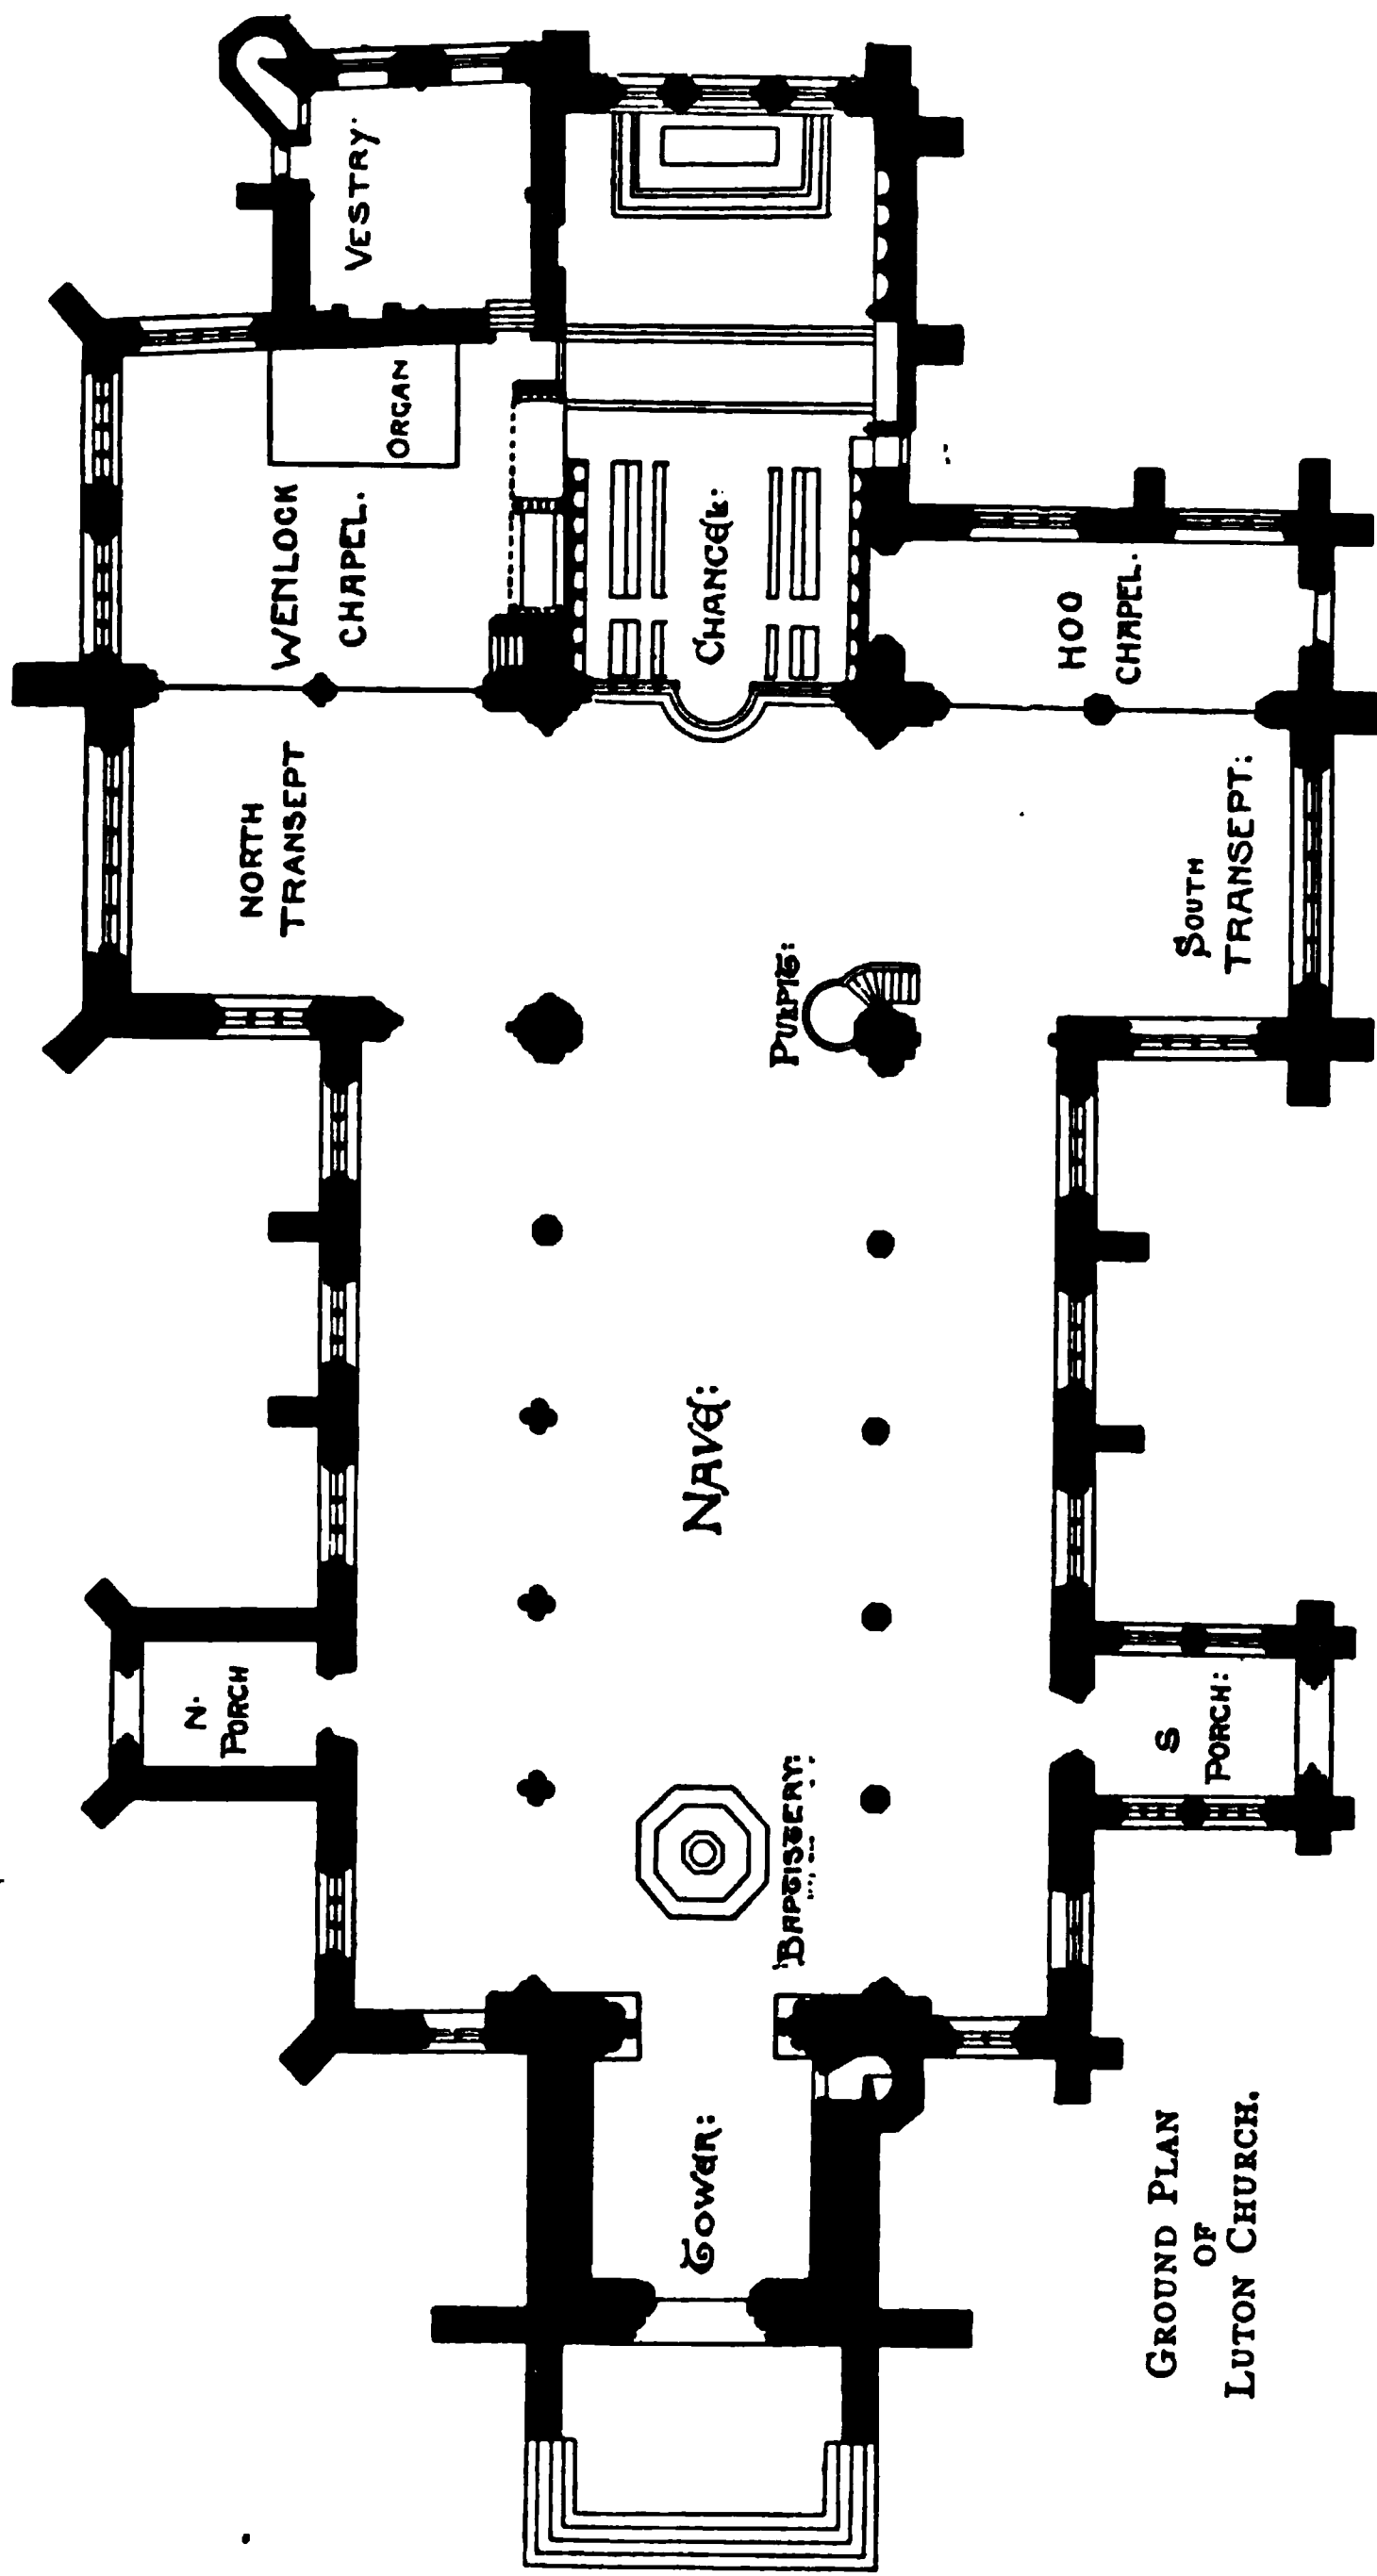 VESTRY.
ORGAN
WENLOCK
CHAPEL.
CHANCEL:
HOO
CHAPEL.
NORTH
TRANSEPT
SOUTH
TRANSEPT:
PULPIT:
NAVE:
N.
PORCH
S
PORCH:
BAPTISTERY:
TOWER:
GROUND PLAN
OF
LUTON CHURCH.